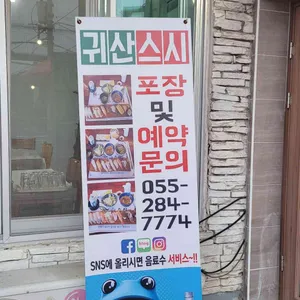 귀산스시
포장
및
예약
문의
055-
284-
7774
SNS에 올리시면 음료수 서비스~!!